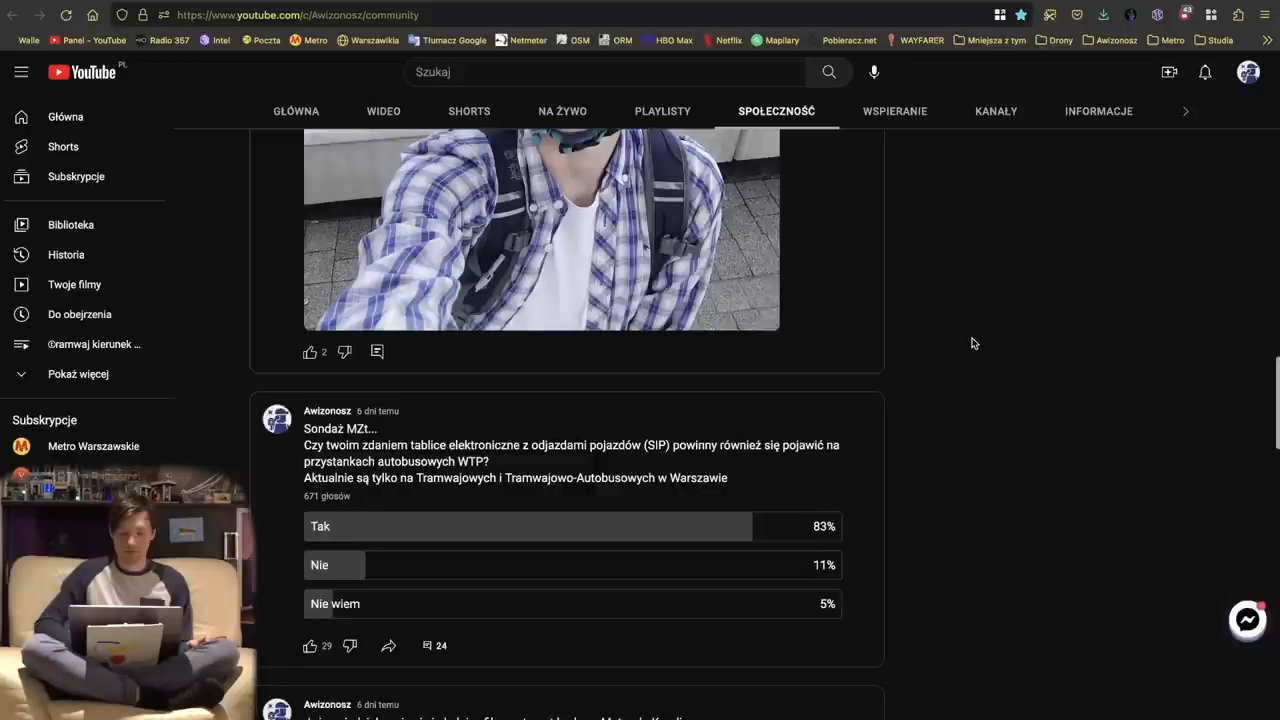 https://www.youtube.com/c/Awizonosz/community
43
Walle
Panel – YouTube
Radio 357
Intel
Poczta
Metro
Warszawikia
Tłumacz Google
Netmeter
OSM
ORM
HBO Max
Netflix
Mapilary
Pobieracz.net
WAYFARER
Mniejsza z tym
Drony
Awizonosz
Metro
Studia
YouTube PL
Szukaj
GŁÓWNA
WIDEO
SHORTS
NA ŻYWO
PLAYLISTY
SPOŁECZNOŚĆ
WSPIERANIE
KANAŁY
INFORMACJE
Główna
Shorts
Subskrypcje
Biblioteka
Historia
Twoje filmy
Do obejrzenia
©ramwaj kierunek ...
Pokaż więcej
Subskrypcje
Metro Warszawskie
2
Awizonosz 6 dni temu
Sondaż MZt...
Czy twoim zdaniem tablice elektroniczne z odjazdami pojazdów (SIP) powinny również się pojawić na
przystankach autobusowych WTP?
Aktualnie są tylko na Tramwajowych i Tramwajowo-Autobusowych w Warszawie
671 głosów
Tak 83%
Nie 11%
Nie wiem 5%
29
24
Awizonosz 6 dni temu